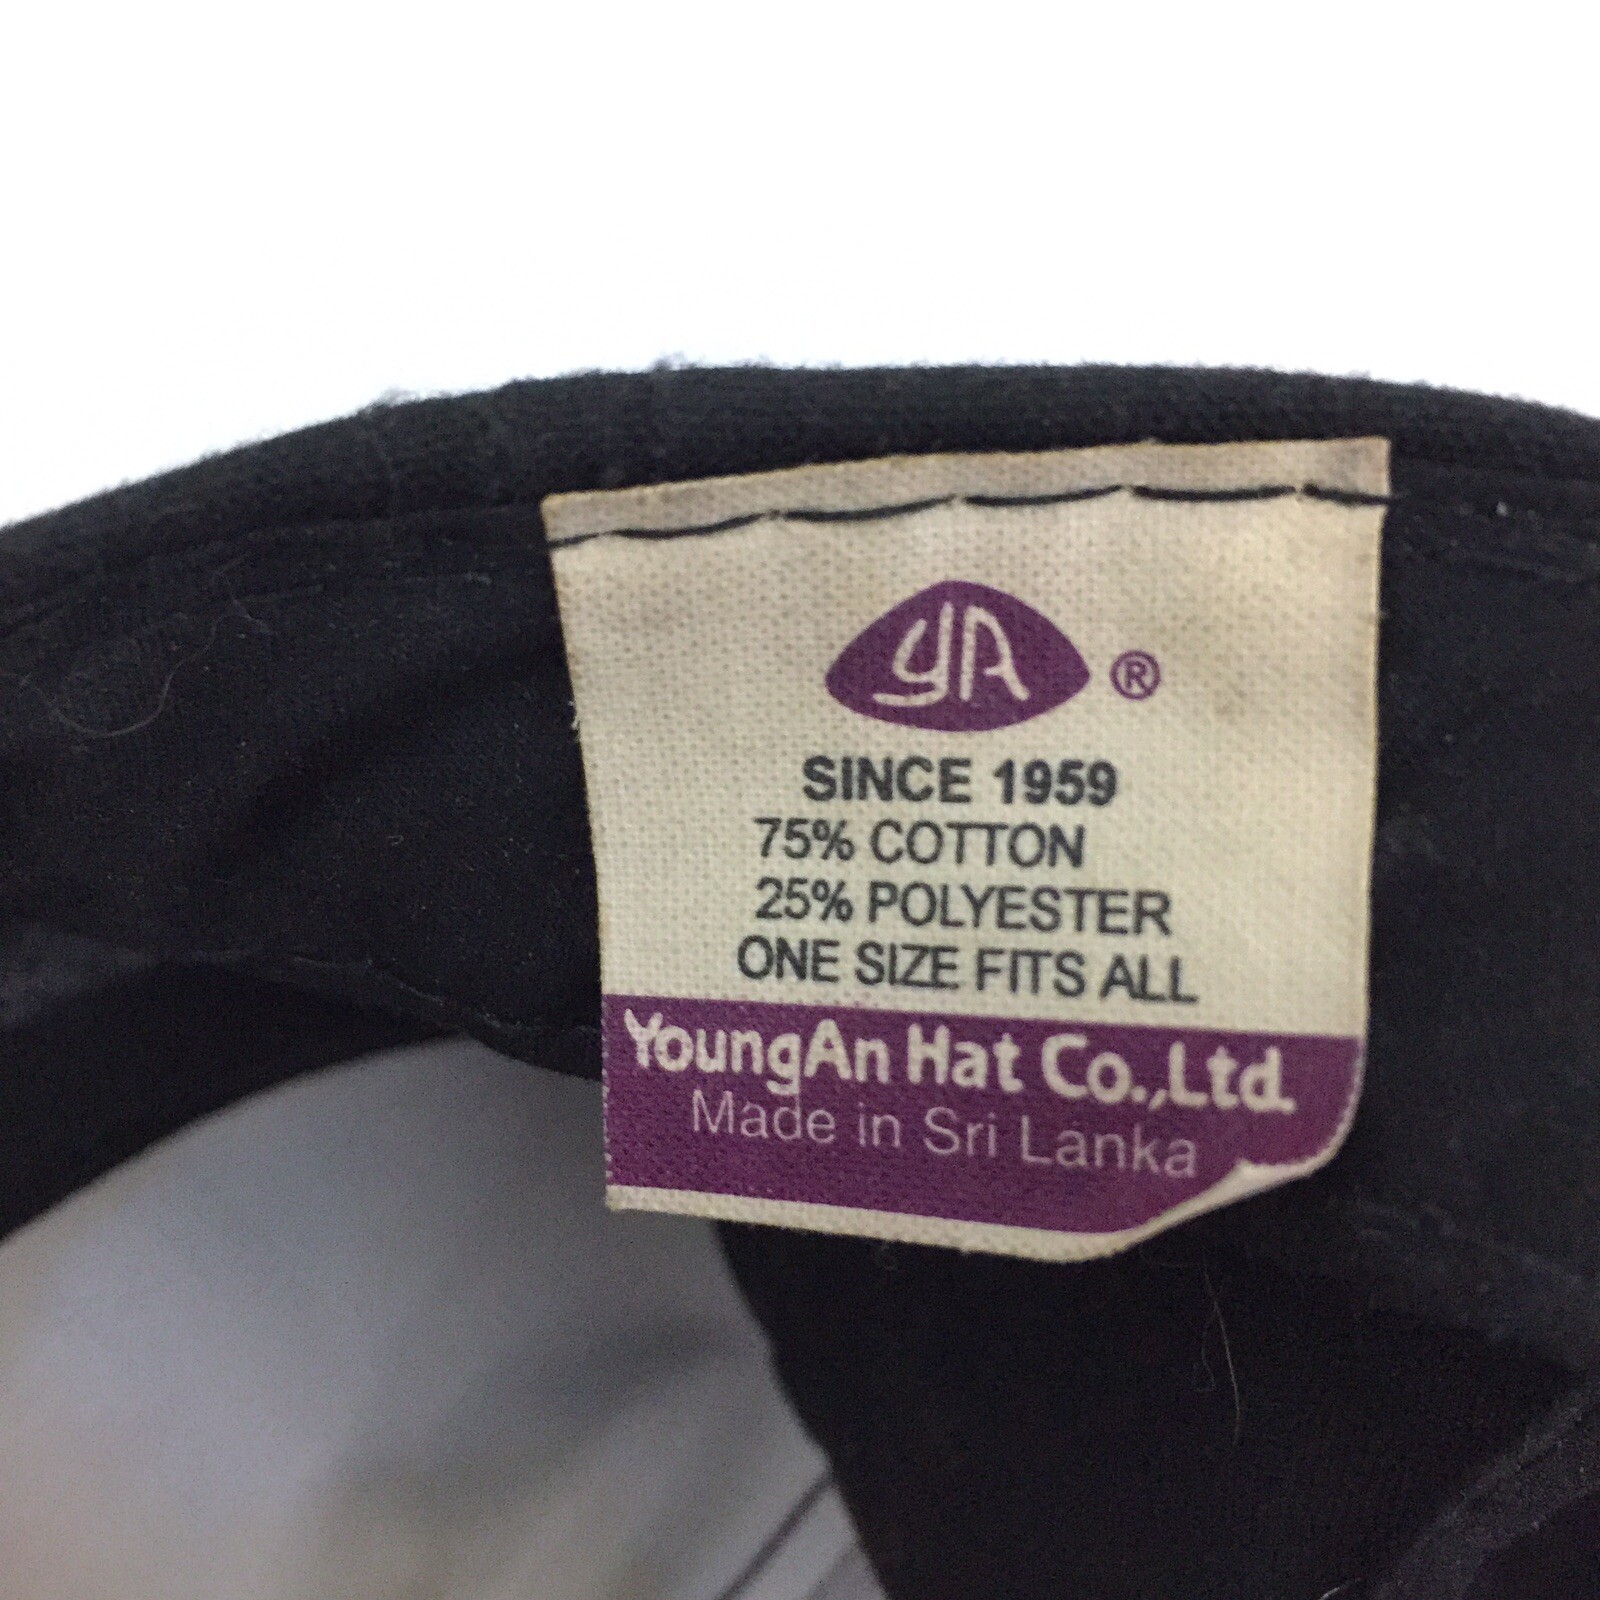 YA ®
SINCE 1959
75% COTTON
25% POLYESTER
ONE SIZE FITS ALL
YoungAn Hat Co.,Ltd.
Made in Sri Lanka